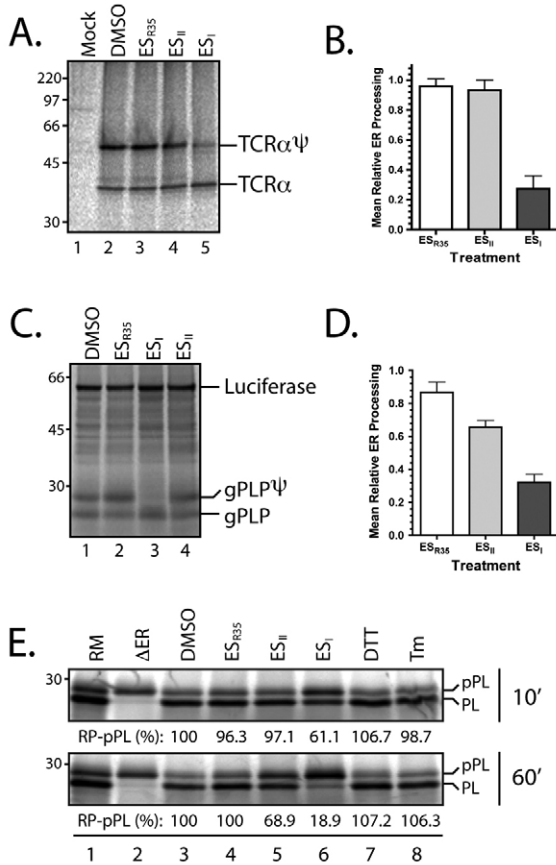 A.
Mock
DMSO
ESR35
ESII
ESI
220
97
66
45
30
TCRαΨ
TCRα
1 2 3 4 5
B.
Mean Relative ER Processing
1.0
0.8
0.6
0.4
0.2
0.0
ESR35 ESII ESI
Treatment
C.
DMSO
ESR35
ESI
ESII
66
45
30
Luciferase
gPLPΨ
gPLP
1 2 3 4
D.
Mean Relative ER Processing
1.0
0.8
0.6
0.4
0.2
0.0
ESR35 ESII ESI
Treatment
E.
RM
ΔER
DMSO
ESR35
ESII
ESI
DTT
Tm
30
pPL
PL
10′
RP-pPL (%): 100 96.3 97.1 61.1 106.7 98.7
30
pPL
PL
60′
RP-pPL (%): 100 100 68.9 18.9 107.2 106.3
1 2 3 4 5 6 7 8